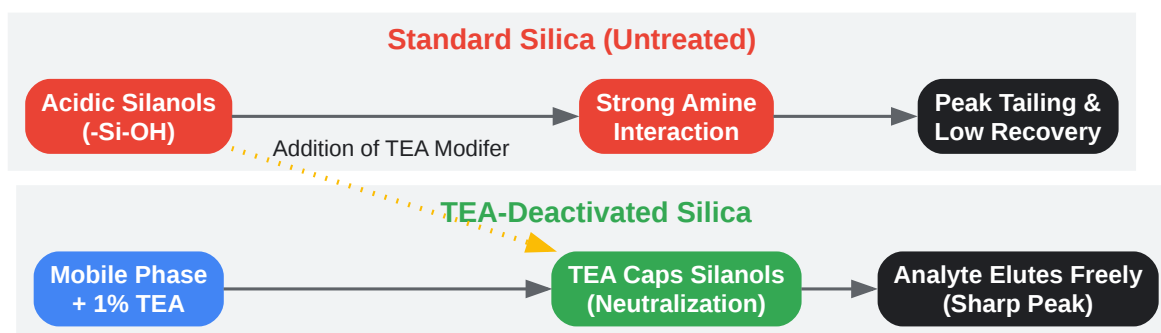 Standard Silica (Untreated)
Acidic Silanols
(-Si-OH)
Strong Amine
Interaction
Peak Tailing &
Low Recovery
Addition of TEA Modifer
TEA-Deactivated Silica
Mobile Phase
+ 1% TEA
TEA Caps Silanols
(Neutralization)
Analyte Elutes Freely
(Sharp Peak)